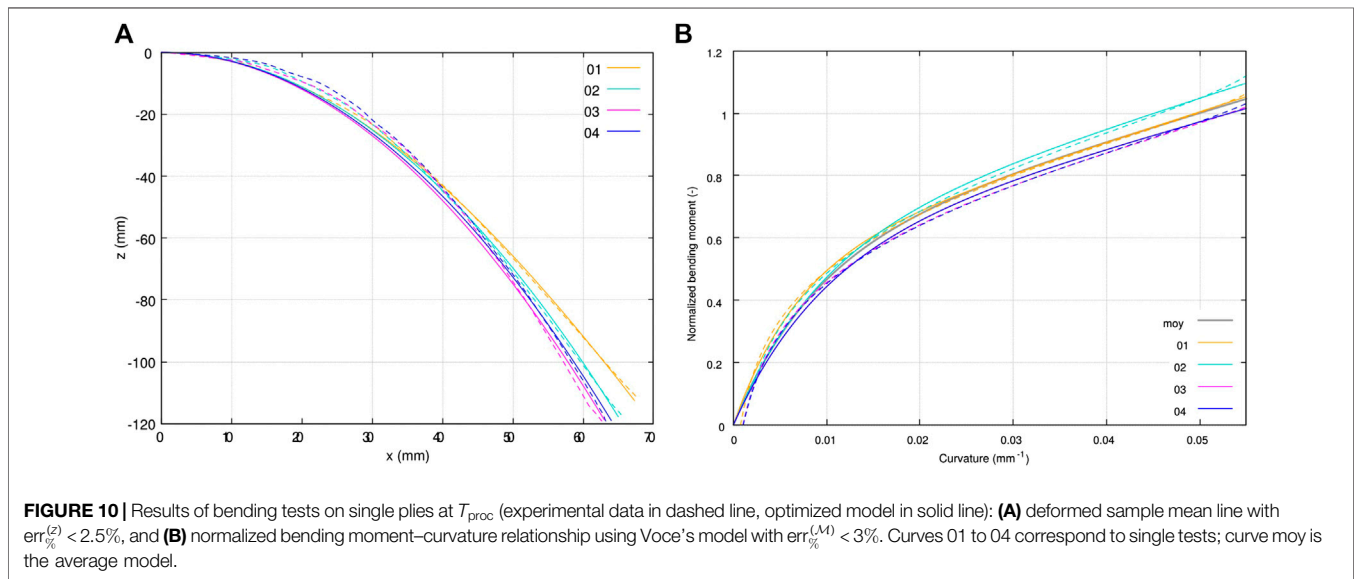 A
0
-20
-40
-60
-80
-100
-120
z (mm)
0 10 20 30 40 50 60 70
x (mm)
01
02
03
04
B
1.2
1
0.8
0.6
0.4
0.2
0
Normalized bending moment (-)
0 0.01 0.02 0.03 0.04 0.05
Curvature (mm⁻¹)
moy
01
02
03
04
FIGURE 10 | Results of bending tests on single plies at T_proc (experimental data in dashed line, optimized model in solid line): (A) deformed sample mean line with
err_%^(z) < 2.5%, and (B) normalized bending moment–curvature relationship using Voce's model with err_%^(ℳ) < 3%. Curves 01 to 04 correspond to single tests; curve moy is
the average model.